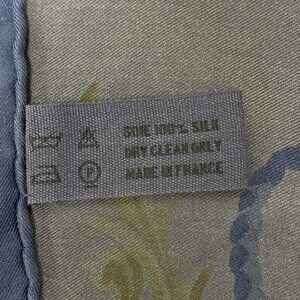 SOIE 100% SILK
DRY CLEAN ONLY
MADE IN FRANCE
P